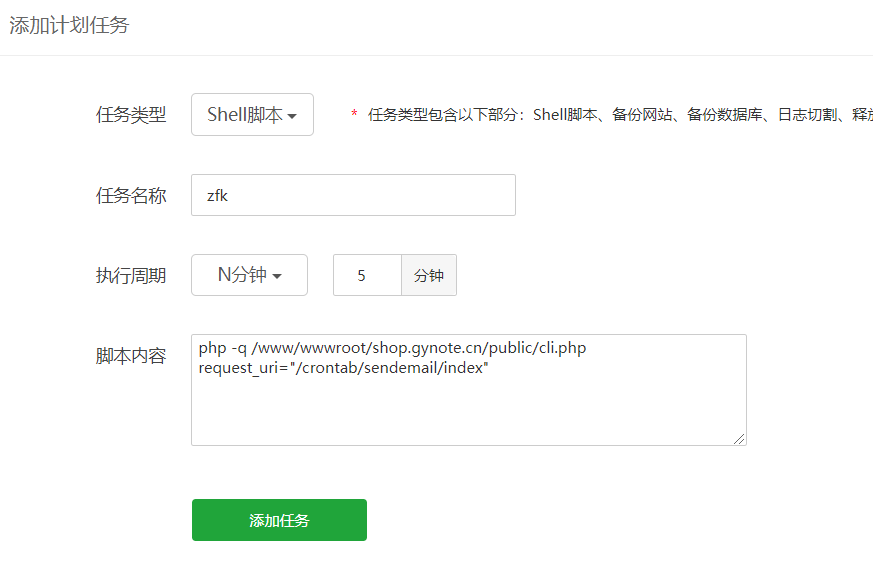 添加计划任务
任务类型 Shell脚本 * 任务类型包含以下部分：Shell脚本、备份网站、备份数据库、日志切割、释放
任务名称 zfk
执行周期 N分钟 5 分钟
脚本内容 php -q /www/wwwroot/shop.gynote.cn/public/cli.php
request_uri="/crontab/sendemail/index"
添加任务